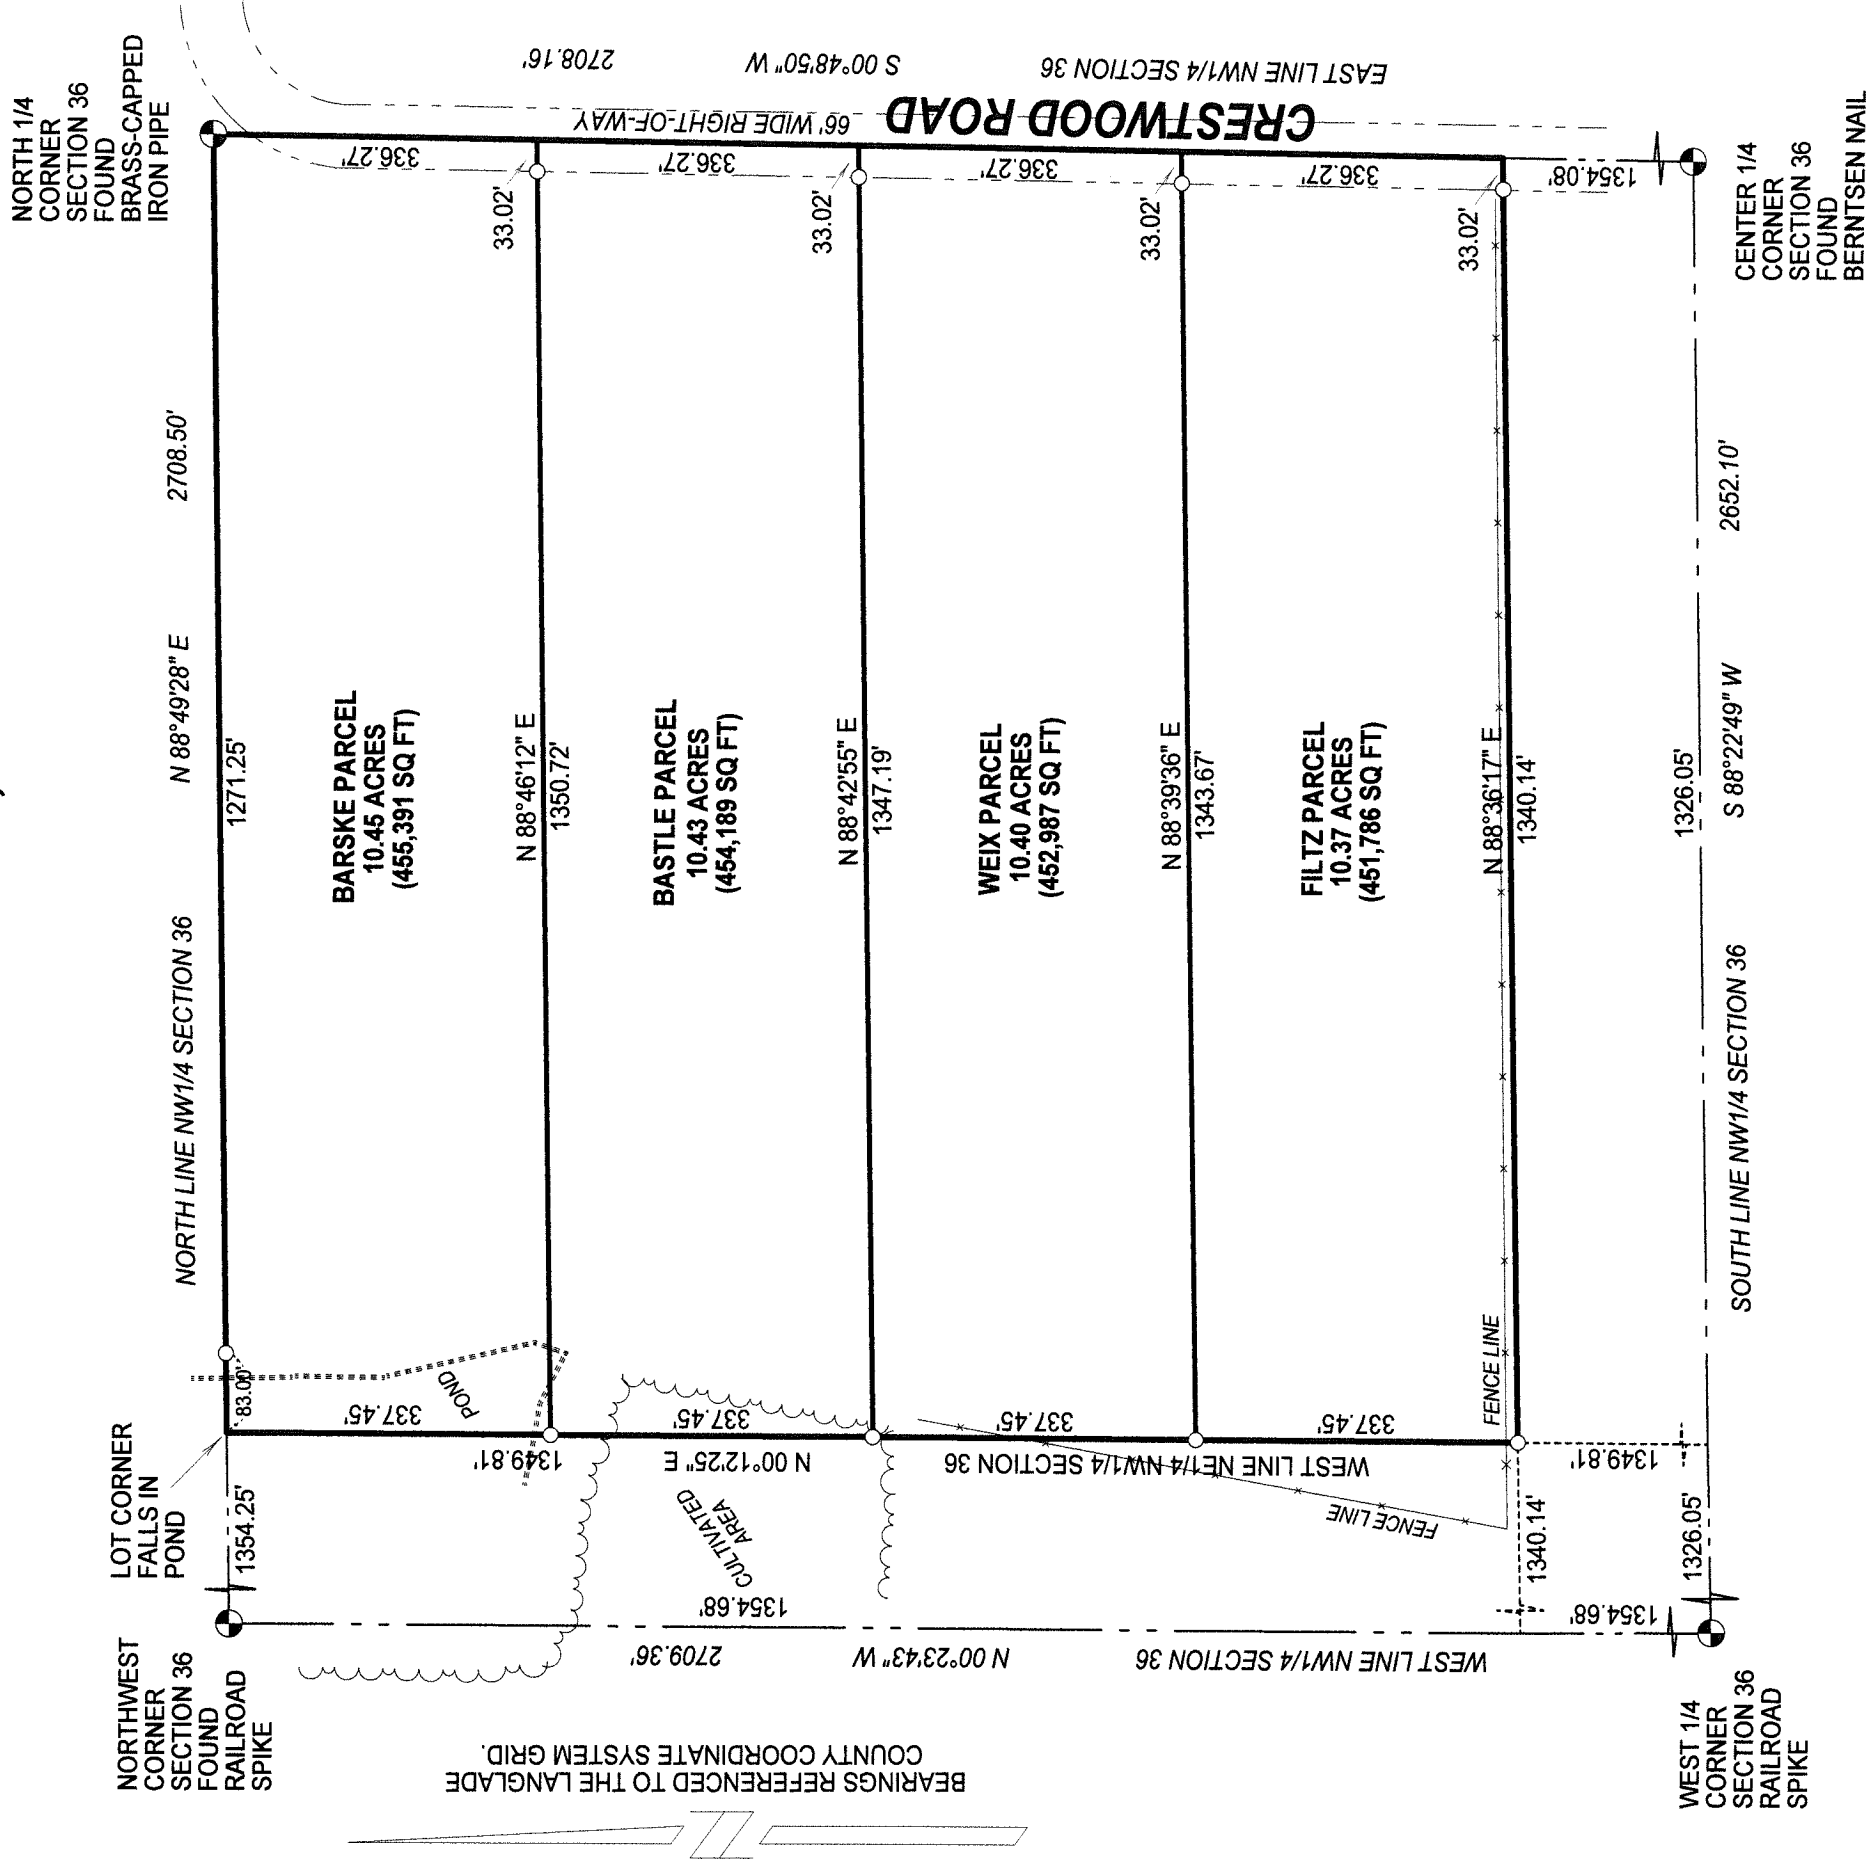 NORTH 1/4
CORNER
SECTION 36
FOUND
BRASS-CAPPED
IRON PIPE
NORTH LINE NW1/4 SECTION 36
N 88°49'28" E
2708.50'
1271.25'
83.00'
LOT CORNER
FALLS IN
POND
1354.25'
NORTHWEST
CORNER
SECTION 36
FOUND
RAILROAD
SPIKE
BARSKE PARCEL
10.45 ACRES
(455,391 SQ FT)
336.27'
337.45'
POND
33.02'
N 88°46'12" E
1350.72'
BASTLE PARCEL
10.43 ACRES
(454,189 SQ FT)
336.27'
337.45'
33.02'
N 88°42'55" E
1347.19'
WEIX PARCEL
10.40 ACRES
(452,987 SQ FT)
336.27'
337.45'
33.02'
N 88°39'36" E
1343.67'
FILTZ PARCEL
10.37 ACRES
(451,786 SQ FT)
336.27'
337.45'
33.02'
N 88°36'17" E
1340.14'
FENCE LINE
EAST LINE NW1/4 SECTION 36
S 00°48'50" W
2708.16'
CRESTWOOD ROAD
66' WIDE RIGHT-OF-WAY
1354.08'
CENTER 1/4
CORNER
SECTION 36
FOUND
BERNTSEN NAIL
WEST LINE NE1/4 NW1/4 SECTION 36
N 00°12'25" E
1349.81'
CULTIVATED
AREA
FENCE LINE
1349.81'
1340.14'
1326.05'
1326.05'
SOUTH LINE NW1/4 SECTION 36
S 88°22'49" W
2652.10'
1354.68'
1354.68'
WEST LINE NW1/4 SECTION 36
N 00°23'43" W
2709.36'
WEST 1/4
CORNER
SECTION 36
RAILROAD
SPIKE
BEARINGS REFERENCED TO THE LANGLADE
COUNTY COORDINATE SYSTEM GRID.